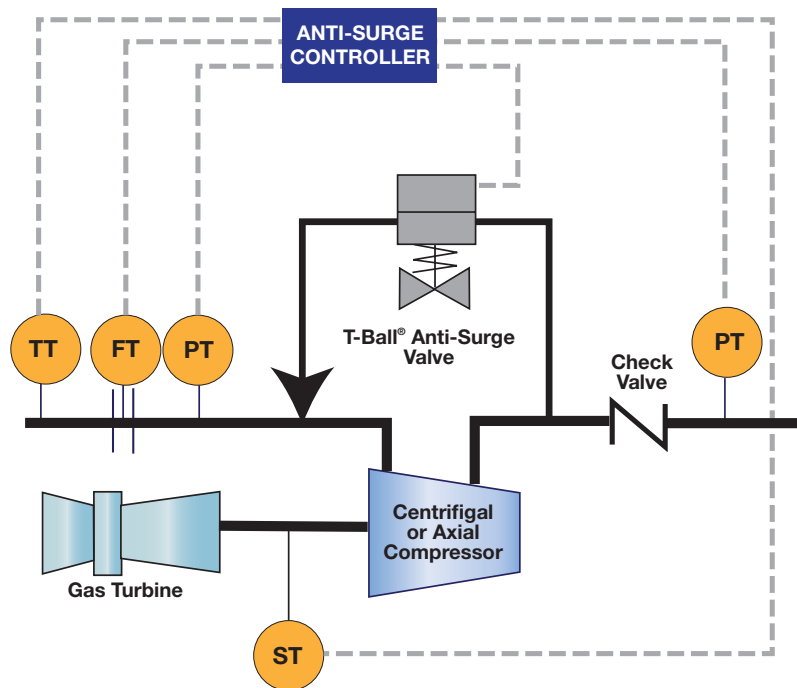 ANTI-SURGE
CONTROLLER
T-Ball® Anti-Surge
Valve
TT
FT
PT
PT
Check
Valve
Centrifigal
or Axial
Compressor
Gas Turbine
ST